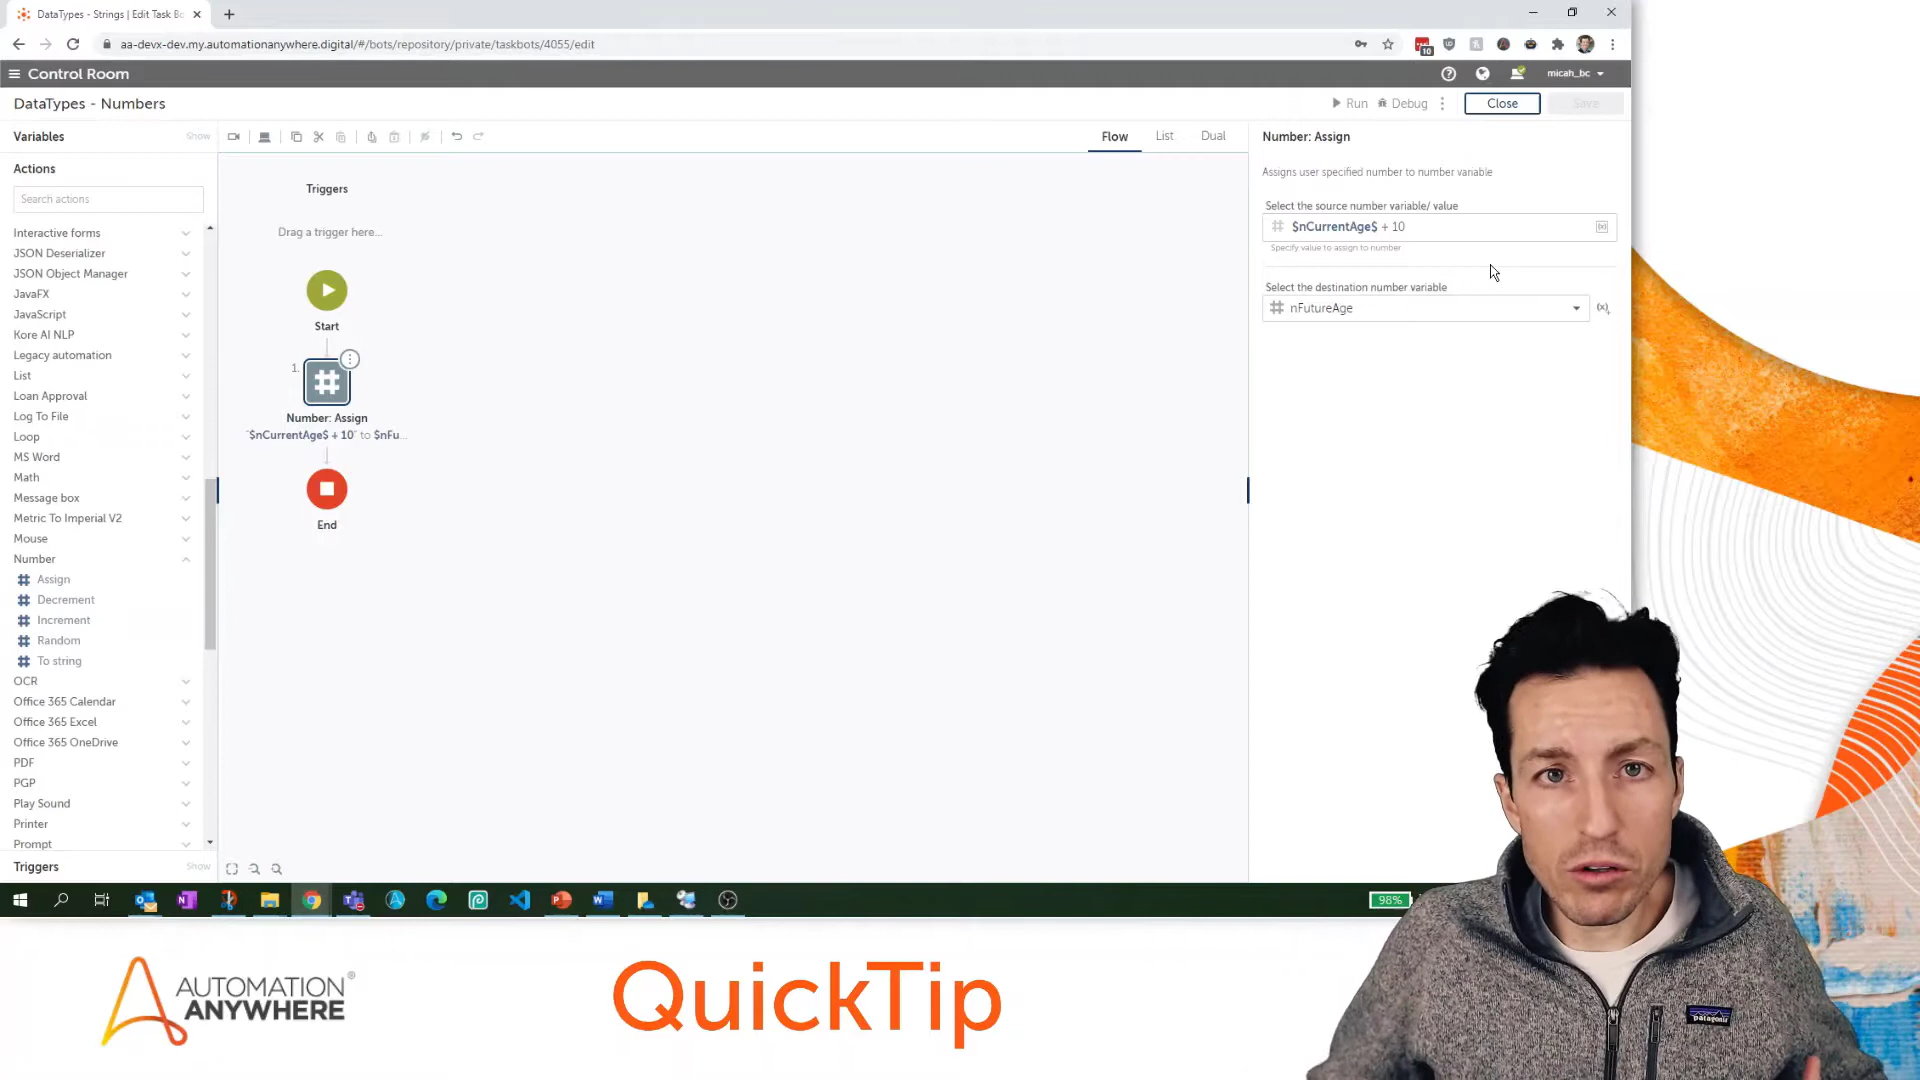 DataTypes - Strings | Edit Task Bo
aa-devx-dev.my.automationanywhere.digital/#/bots/repository/private/taskbots/4055/edit
10
Control Room
micah_bc
DataTypes - Numbers
Run
Debug
Close
Save
Variables
Show
Flow
List
Dual
Number: Assign
Actions
Search actions
Interactive forms
JSON Deserializer
JSON Object Manager
JavaFX
JavaScript
Kore AI NLP
Legacy automation
List
Loan Approval
Log To File
Loop
MS Word
Math
Message box
Metric To Imperial V2
Mouse
Number
Assign
Decrement
Increment
Random
To string
OCR
Office 365 Calendar
Office 365 Excel
Office 365 OneDrive
PDF
PGP
Play Sound
Printer
Prompt
Triggers
Show
Triggers
Drag a trigger here...
Start
1.
Number: Assign
"$nCurrentAge$ + 10" to $nFu...
End
Assigns user specified number to number variable
Select the source number variable/ value
$nCurrentAge$ + 10
Specify value to assign to number
Select the destination number variable
nFutureAge
98%
AUTOMATION
ANYWHERE®
QuickTip
patagonia